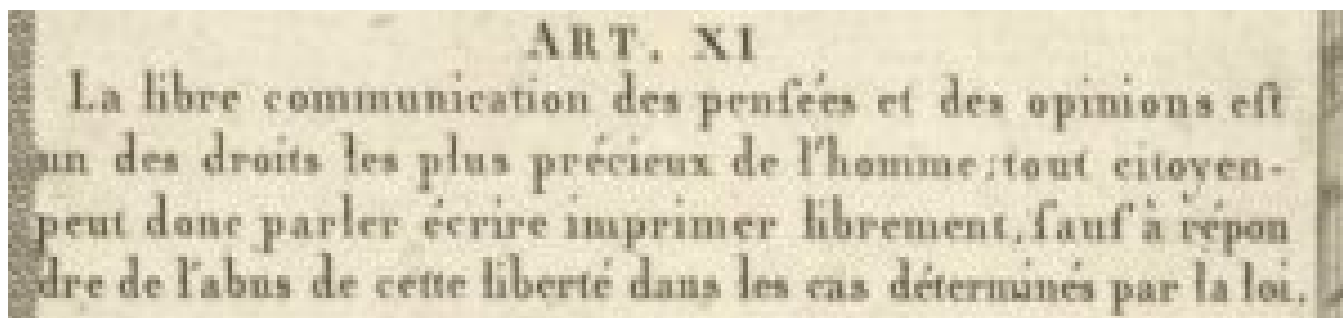 ART. XI
La libre communication des penſées et des opinions eſt
un des droits les plus précieux de l'homme; tout citoyen-
peut donc parler écrire imprimer librement, ſauf à répon
dre de l'abus de cette liberté dans les cas déterminés par la loi.